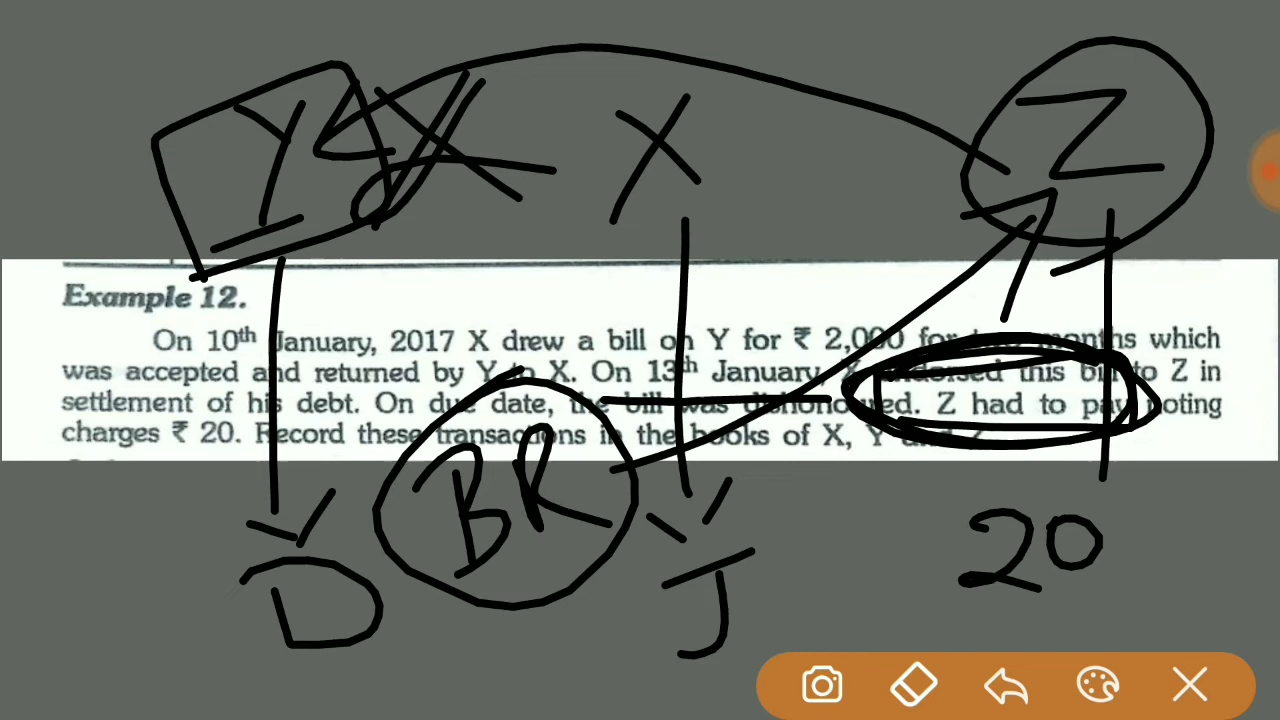 Y X X Z
Example 12.
On 10th January, 2017 X drew a bill on Y for ₹ 2,000 for two months which
was accepted and returned by Y to X. On 13th January, X endorsed this bill to Z in
settlement of his debt. On due date, the bill was dishonoured. Z had to pay noting
charges ₹ 20. Record these transactions in the books of X, Y and Z.
BR
D J 20